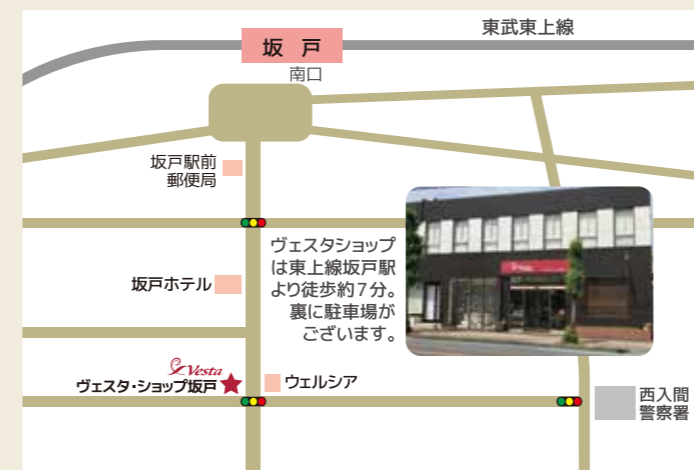 東武東上線
坂 戸
南口
坂戸駅前
郵便局
ヴェスタショップ
は東上線坂戸駅
より徒歩約7分。
裏に駐車場が
ございます。
坂戸ホテル
Vesta
ヴェスタ・ショップ坂戸
ウェルシア
西入間
警察署